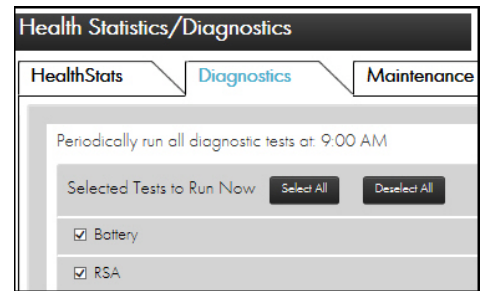 Health Statistics/Diagnostics
HealthStats Diagnostics Maintenance
Periodically run all diagnostic tests at: 9:00 AM
Selected Tests to Run Now Select All Deselect All
Battery
RSA